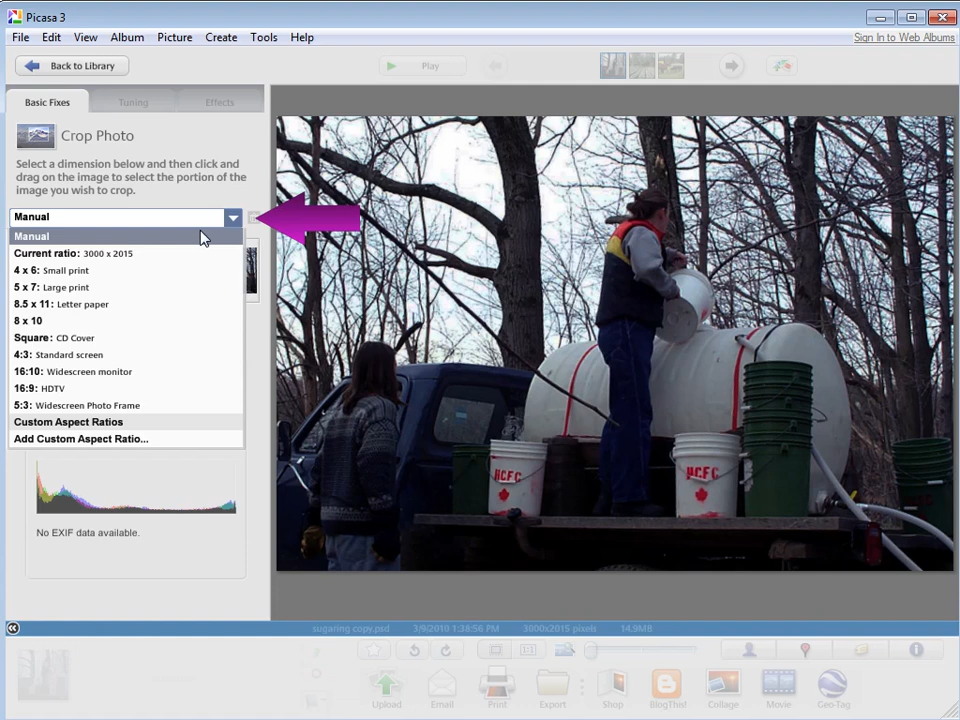 Picasa 3
File Edit View Album Picture Create Tools Help
Sign In to Web Albums
Back to Library
Play
Basic Fixes
Tuning
Effects
Crop Photo
Select a dimension below and then click and
drag on the image to select the portion of the
image you wish to crop.
Manual
Manual
Current ratio: 3000 x 2015
4 x 6: Small print
5 x 7: Large print
8.5 x 11: Letter paper
8 x 10
Square: CD Cover
4:3: Standard screen
16:10: Widescreen monitor
16:9: HDTV
5:3: Widescreen Photo Frame
Custom Aspect Ratios
Add Custom Aspect Ratio...
No EXIF data available.
HCFC
HCFC
sugaring copy.psd 3/9/2010 1:38:56 PM 3000x2015 pixels 14.9MB
1:1
Upload Email Print Export Shop BlogThis! Collage Movie Geo-Tag